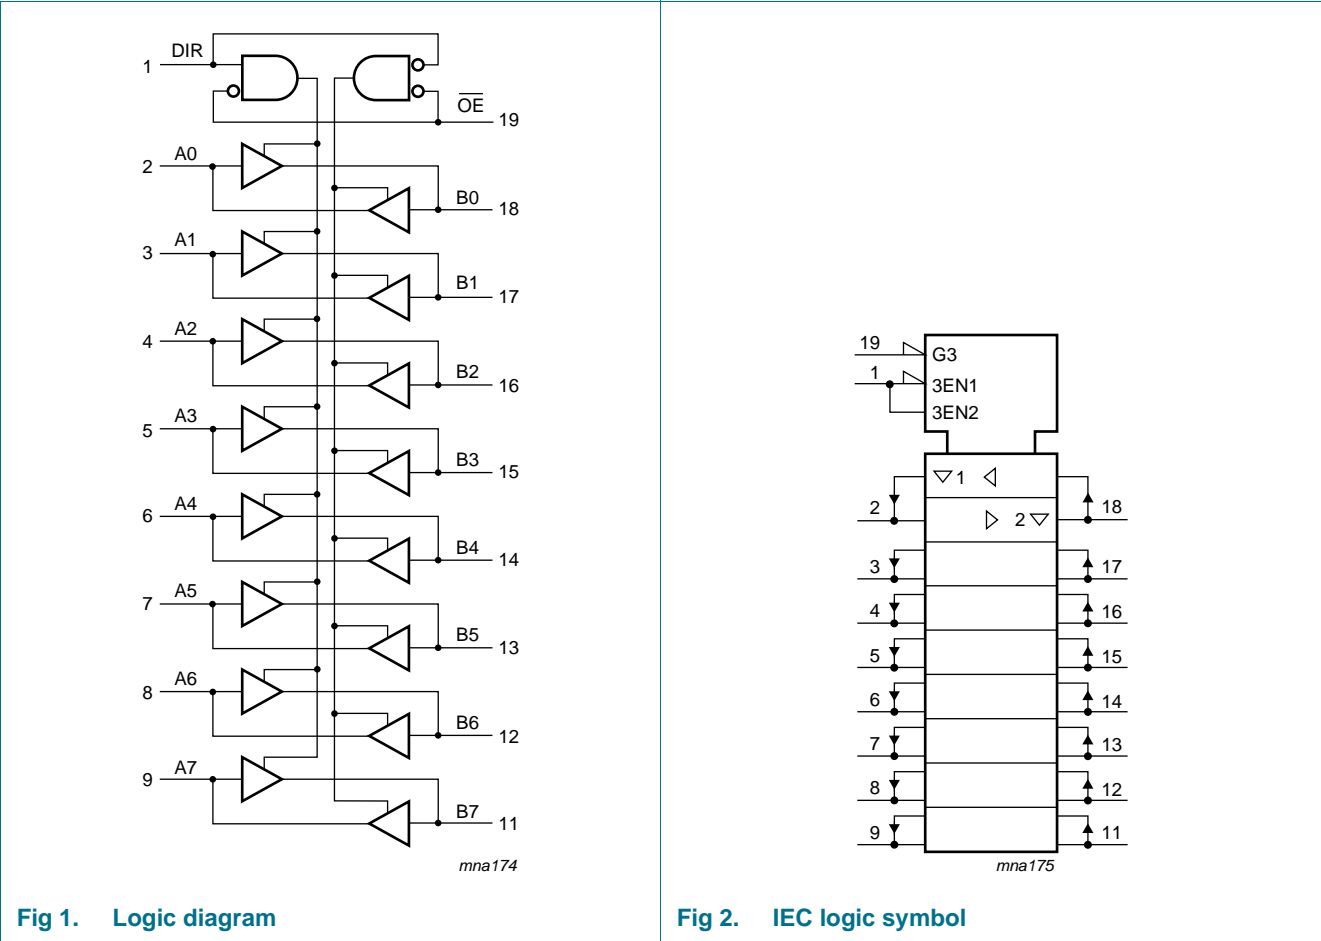 DIR
1
OE
19
A0
2
B0
18
A1
3
B1
17
A2
4
B2
16
A3
5
B3
15
A4
6
B4
14
A5
7
B5
13
A6
8
B6
12
A7
9
B7
11
mna174
Fig 1. Logic diagram
19
G3
1
3EN1
3EN2
1
2
2
18
3
17
4
16
5
15
6
14
7
13
8
12
9
11
mna175
Fig 2. IEC logic symbol